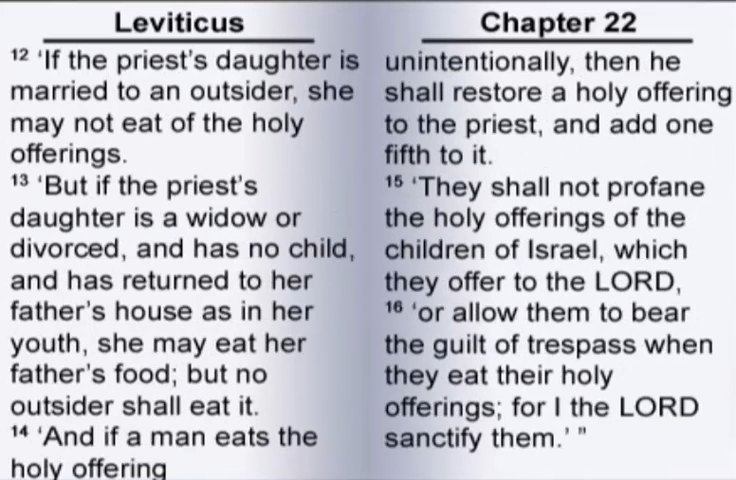 Leviticus
¹² ‘If the priest’s daughter is
married to an outsider, she
may not eat of the holy
offerings.
¹³ ‘But if the priest’s
daughter is a widow or
divorced, and has no child,
and has returned to her
father’s house as in her
youth, she may eat her
father’s food; but no
outsider shall eat it.
¹⁴ ‘And if a man eats the
holy offering
Chapter 22
unintentionally, then he
shall restore a holy offering
to the priest, and add one
fifth to it.
¹⁵ ‘They shall not profane
the holy offerings of the
children of Israel, which
they offer to the LORD,
¹⁶ ‘or allow them to bear
the guilt of trespass when
they eat their holy
offerings; for I the LORD
sanctify them.’ ”